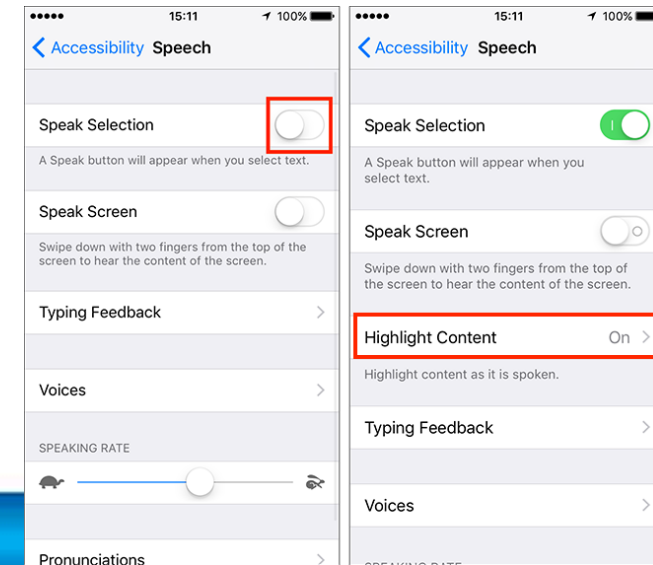 15:11
100%
Accessibility Speech
Speak Selection
A Speak button will appear when you select text.
Speak Screen
Swipe down with two fingers from the top of the
screen to hear the content of the screen.
Typing Feedback
Voices
SPEAKING RATE
Pronunciations
15:11
100%
Accessibility Speech
Speak Selection
A Speak button will appear when you
select text.
Speak Screen
Swipe down with two fingers from the top of
the screen to hear the content of the screen.
Highlight Content On
Highlight content as it is spoken.
Typing Feedback
Voices
SPEAKING RATE